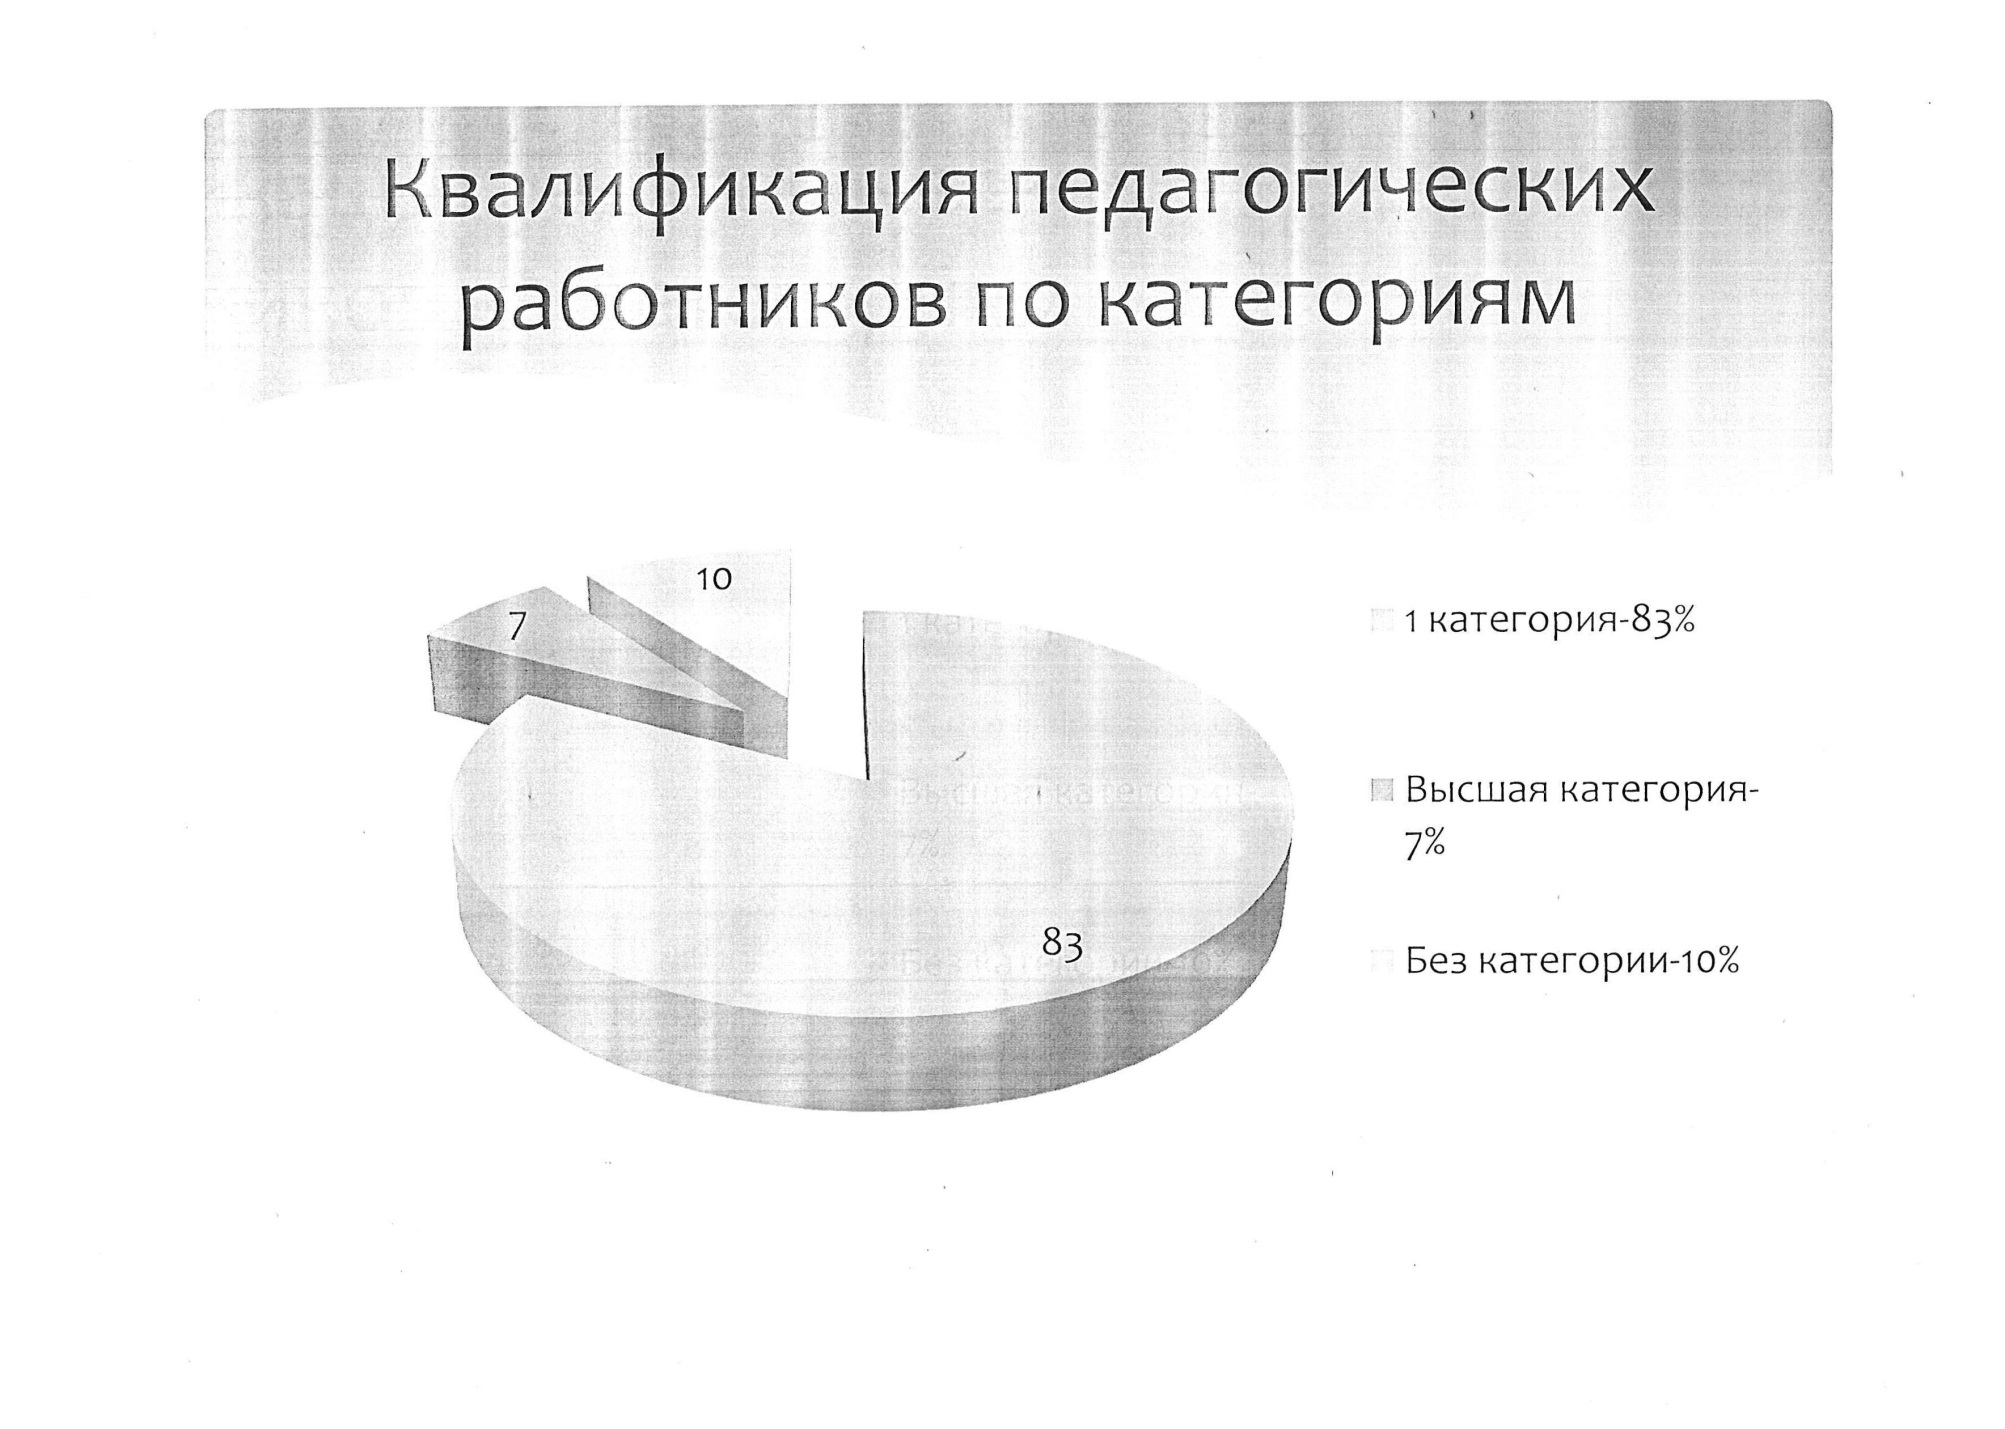 Квалификация педагогических
работников по категориям
10
7
83
1 категория-83%
Высшая категория-
7%
Без категории-10%